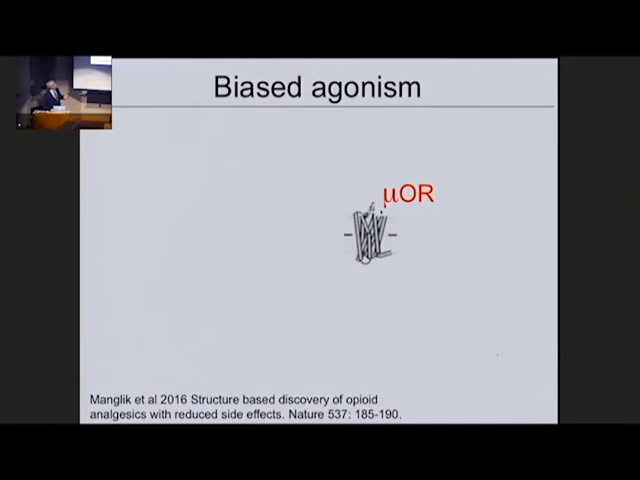 Biased agonism
μOR
Manglik et al 2016 Structure based discovery of opioid
analgesics with reduced side effects. Nature 537: 185-190.